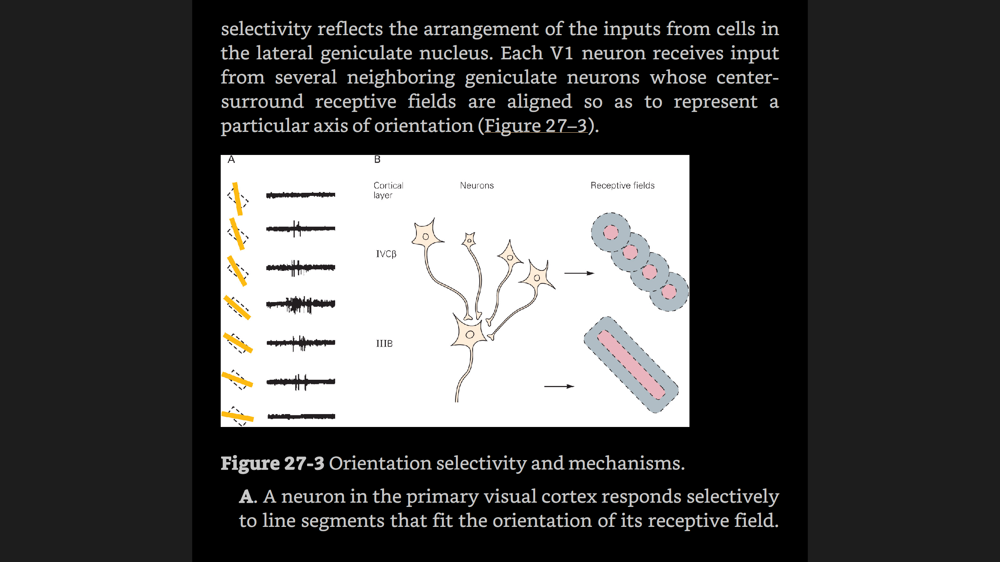 selectivity reflects the arrangement of the inputs from cells in
the lateral geniculate nucleus. Each V1 neuron receives input
from several neighboring geniculate neurons whose center-
surround receptive fields are aligned so as to represent a
particular axis of orientation (Figure 27–3).
A
B
Cortical
layer
Neurons
Receptive fields
IVCβ
IIIB
Figure 27-3 Orientation selectivity and mechanisms.
A. A neuron in the primary visual cortex responds selectively
to line segments that fit the orientation of its receptive field.